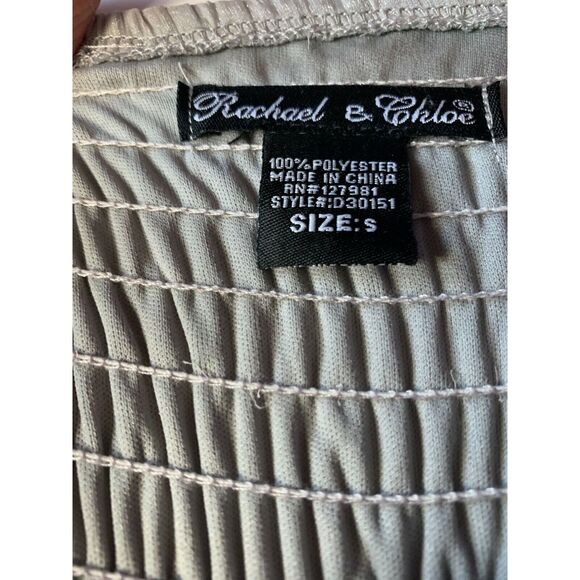 Rachael & Chloe®
100% POLYESTER
MADE IN CHINA
RN#127981
STYLE#:D30151
SIZE:S